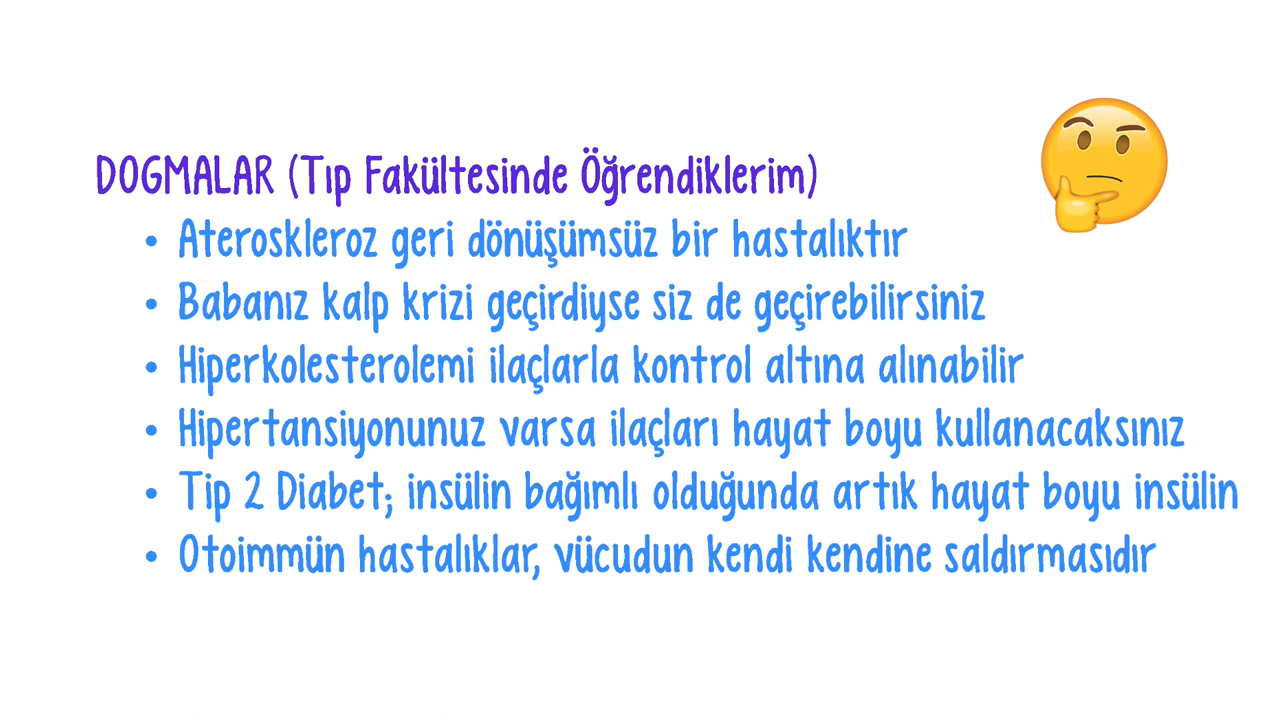 DOGMALAR (Tıp Fakültesinde Öğrendiklerim)
• Ateroskleroz geri dönüşümsüz bir hastalıktır
• Babanız kalp krizi geçirdiyse siz de geçirebilirsiniz
• Hiperkolesterolemi ilaçlarla kontrol altına alınabilir
• Hipertansiyonunuz varsa ilaçları hayat boyu kullanacaksınız
• Tip 2 Diabet; insülin bağımlı olduğunda artık hayat boyu insülin
• Otoimmün hastalıklar, vücudun kendi kendine saldırmasıdır